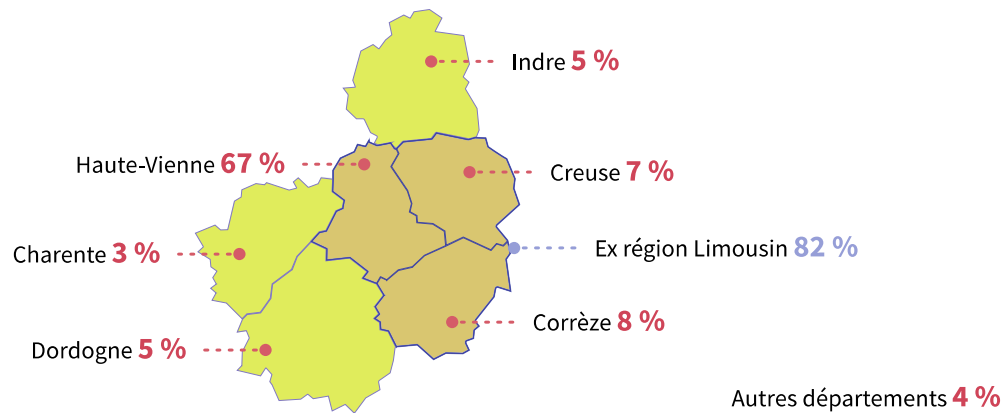 Indre 5 %
Haute-Vienne 67 %
Creuse 7 %
Charente 3 %
Ex région Limousin 82 %
Corrèze 8 %
Dordogne 5 %
Autres départements 4 %